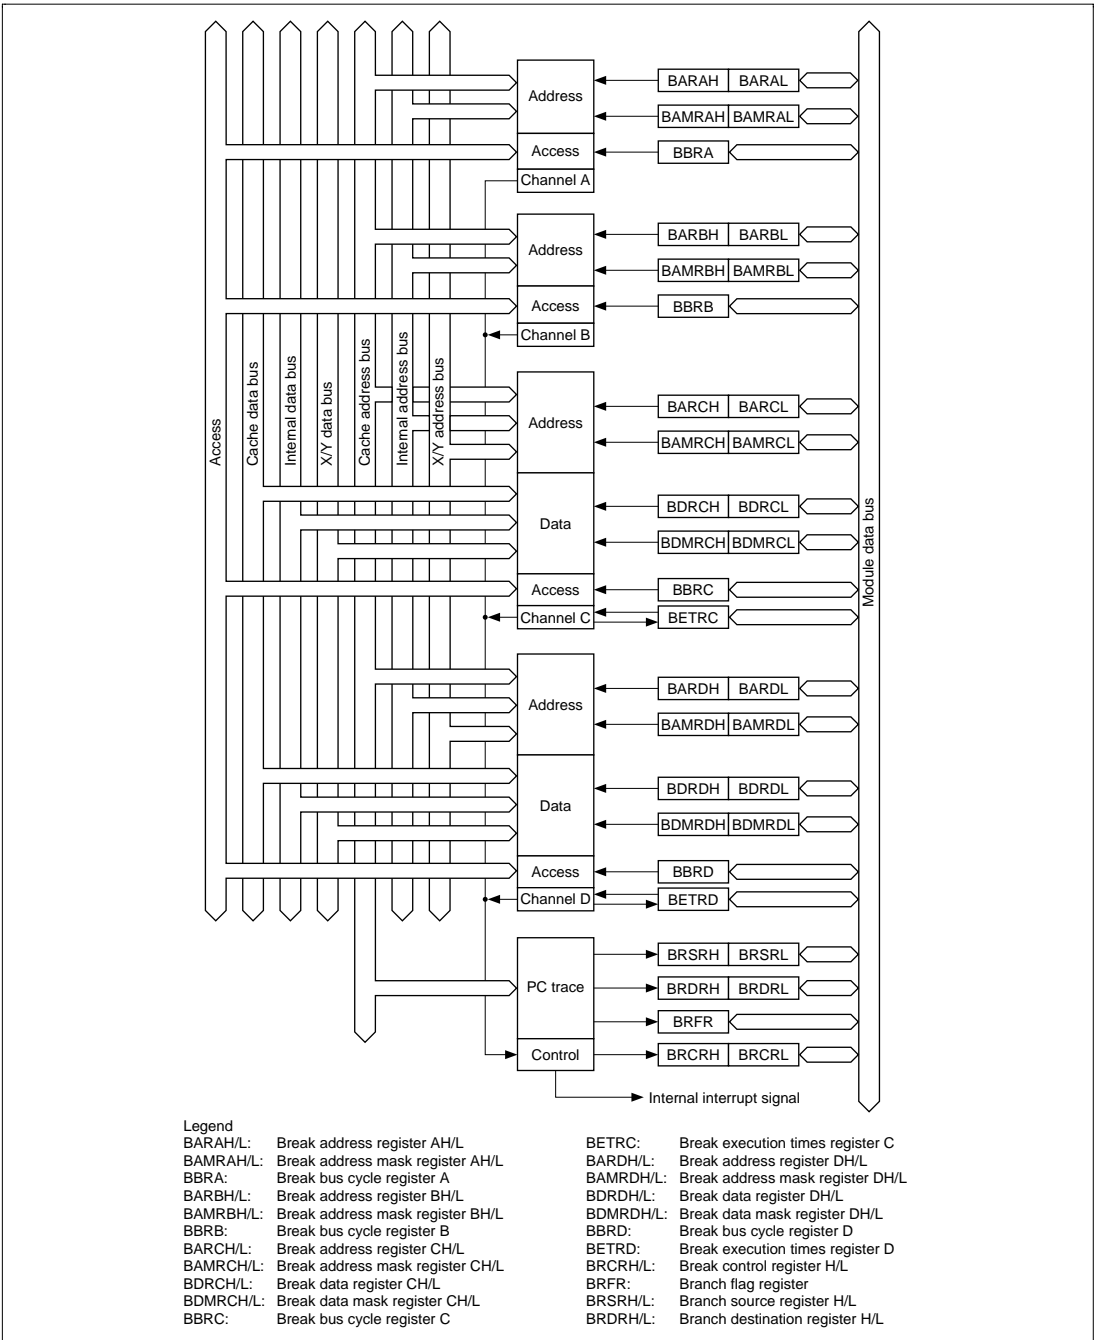 Address
BARAH BARAL
BAMRAH BAMRAL
Access
BBRA
Channel A
Address
BARBH BARBL
BAMRBH BAMRBL
Access
BBRB
Channel B
Access
Cache data bus
Internal data bus
X/Y data bus
Cache address bus
Internal address bus
X/Y address bus
Module data bus
Address
BARCH BARCL
BAMRCH BAMRCL
Data
BDRCH BDRCL
BDMRCH BDMRCL
Access
BBRC
Channel C
BETRC
Address
BARDH BARDL
BAMRDH BAMRDL
Data
BDRDH BDRDL
BDMRDH BDMRDL
Access
BBRD
Channel D
BETRD
PC trace
BRSRH BRSRL
BRDRH BRDRL
BRFR
Control
BRCRH BRCRL
Internal interrupt signal
Legend
BARAH/L: Break address register AH/L
BAMRAH/L: Break address mask register AH/L
BBRA: Break bus cycle register A
BARBH/L: Break address register BH/L
BAMRBH/L: Break address mask register BH/L
BBRB: Break bus cycle register B
BARCH/L: Break address register CH/L
BAMRCH/L: Break address mask register CH/L
BDRCH/L: Break data register CH/L
BDMRCH/L: Break data mask register CH/L
BBRC: Break bus cycle register C
BETRC: Break execution times register C
BARDH/L: Break address register DH/L
BAMRDH/L: Break address mask register DH/L
BDRDH/L: Break data register DH/L
BDMRDH/L: Break data mask register DH/L
BBRD: Break bus cycle register D
BETRD: Break execution times register D
BRCRH/L: Break control register H/L
BRFR: Branch flag register
BRSRH/L: Branch source register H/L
BRDRH/L: Branch destination register H/L